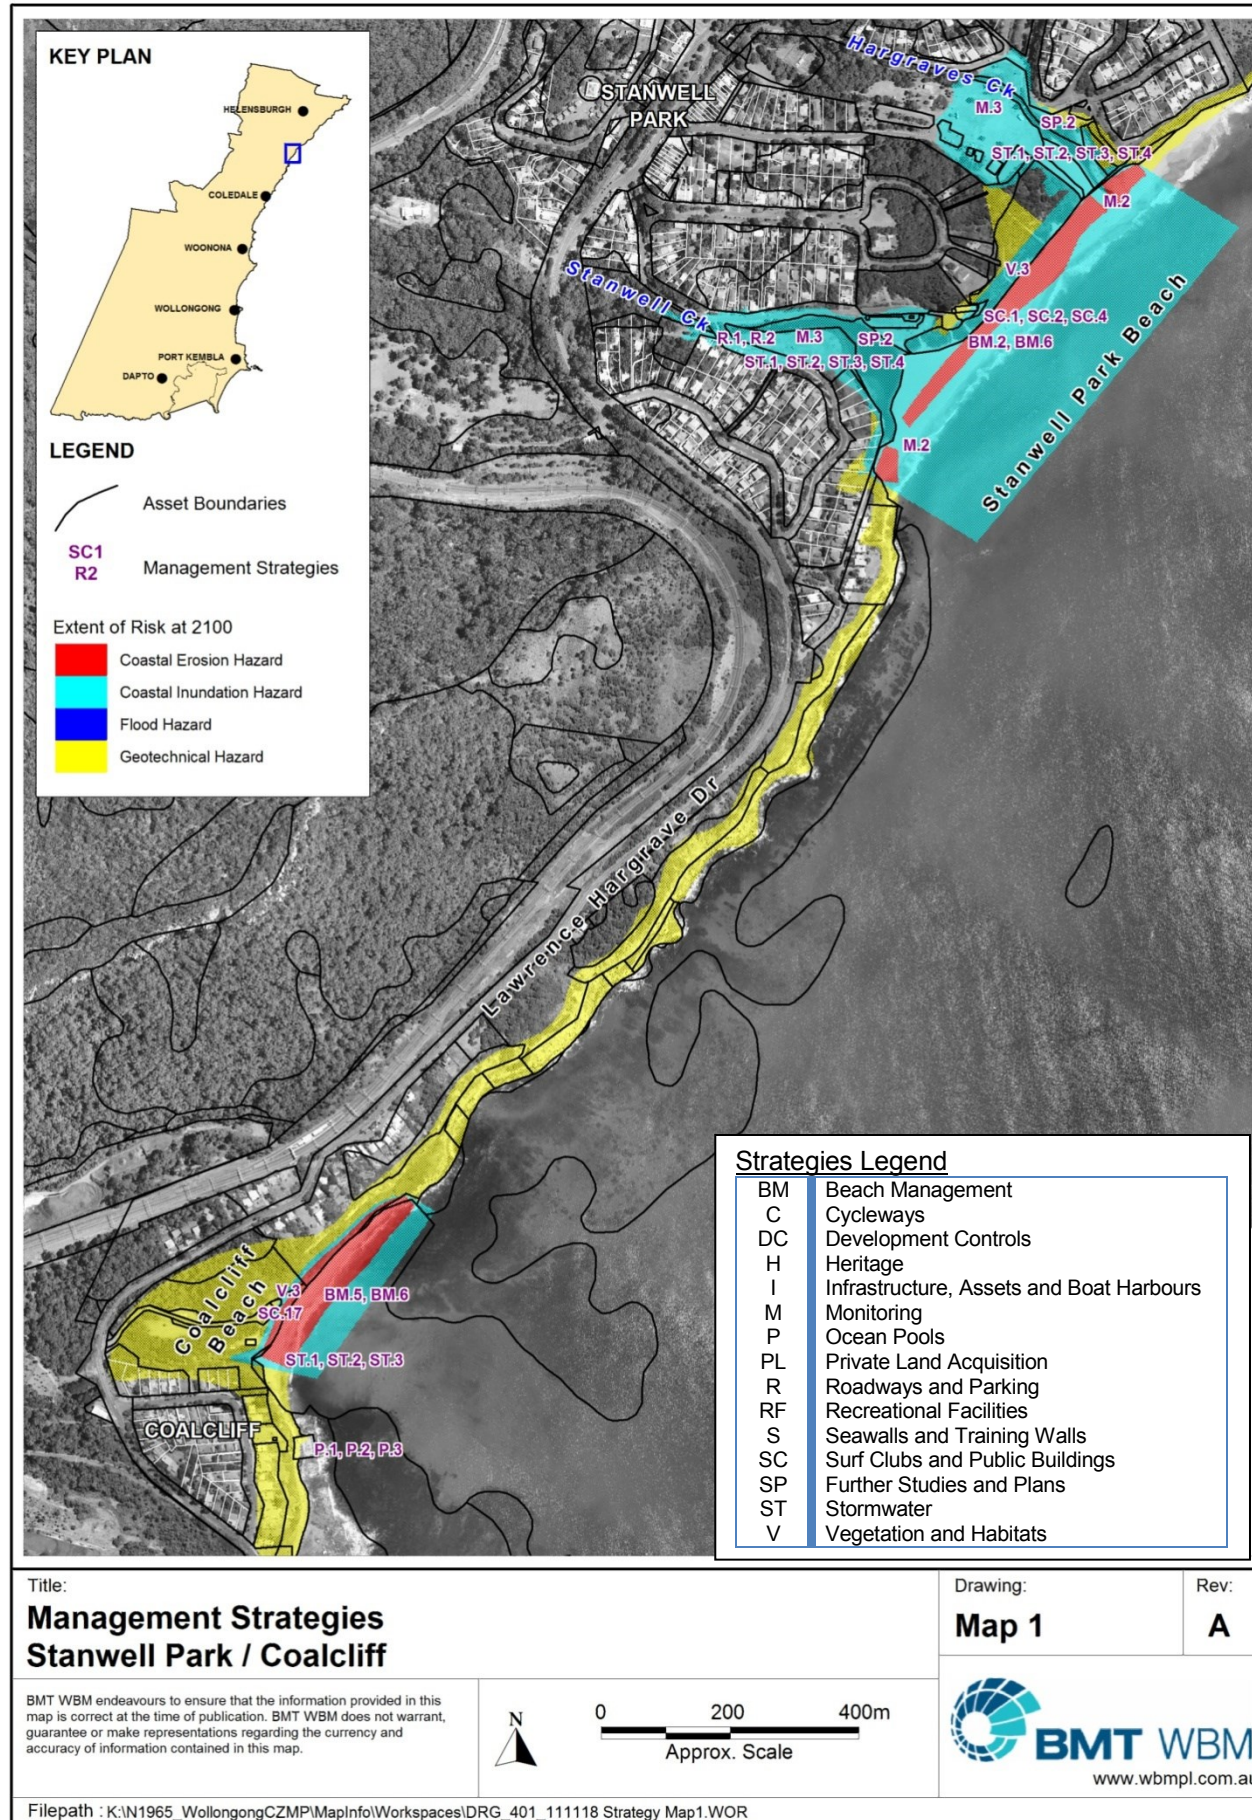 KEY PLAN
HELENSBURGH
COLEDALE
WOONONA
WOLLONGONG
PORT KEMBLA
DAPTO
LEGEND
Asset Boundaries
SC1
R2
Management Strategies
Extent of Risk at 2100
Coastal Erosion Hazard
Coastal Inundation Hazard
Flood Hazard
Geotechnical Hazard
STANWELL
PARK
Hargraves Ck
M.3
SP.2
ST.1, ST.2, ST.3, ST.4
M.2
V.3
Stanwell Ck
SC.1, SC.2, SC.4
R.1, R.2
M.3
SP.2
BM.2, BM.6
ST.1, ST.2, ST.3, ST.4
M.2
Stanwell Park Beach
Lawrence Hargrave Dr
Coalcliff
Beach
V.3
BM.5, BM.6
SC.17
ST.1, ST.2, ST.3
COALCLIFF
P.1, P.2, P.3
Strategies Legend
BM Beach Management
C Cycleways
DC Development Controls
H Heritage
I Infrastructure, Assets and Boat Harbours
M Monitoring
P Ocean Pools
PL Private Land Acquisition
R Roadways and Parking
RF Recreational Facilities
S Seawalls and Training Walls
SC Surf Clubs and Public Buildings
SP Further Studies and Plans
ST Stormwater
V Vegetation and Habitats
Title:
Management Strategies
Stanwell Park / Coalcliff
Drawing:
Map 1
Rev:
A
BMT WBM endeavours to ensure that the information provided in this
map is correct at the time of publication. BMT WBM does not warrant,
guarantee or make representations regarding the currency and
accuracy of information contained in this map.
N
0 200 400m
Approx. Scale
BMT WBM
www.wbmpl.com.au
Filepath : K:\N1965_WollongongCZMP\MapInfo\Workspaces\DRG_401_111118 Strategy Map1.WOR